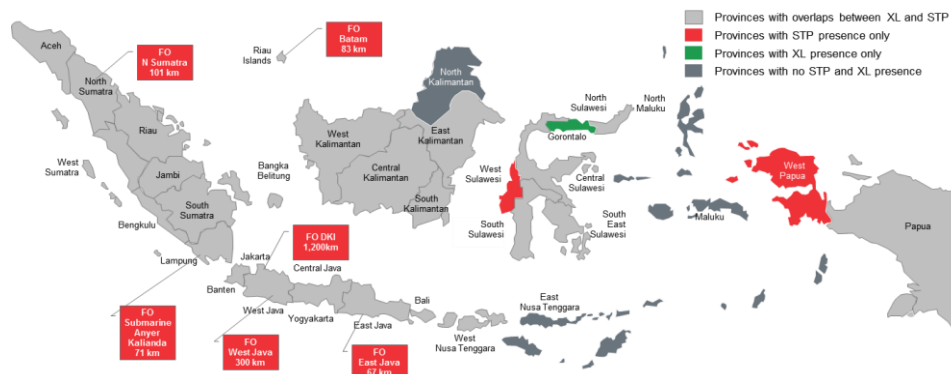 Provinces with overlaps between XL and STP
Provinces with STP presence only
Provinces with XL presence only
Provinces with no STP and XL presence
Aceh
FO
N Sumatra
101 km
North
Sumatra
Riau
Islands
FO
Batam
83 km
North
Kalimantan
North
Sulawesi
North
Maluku
Gorontalo
Riau
West
Kalimantan
East
Kalimantan
West
Sumatra
Jambi
Bangka
Belitung
Central
Kalimantan
West
Sulawesi
Central
Sulawesi
West
Papua
South
Sumatra
South
Kalimantan
Bengkulu
South
Sulawesi
South
East
Sulawesi
Maluku
Papua
Lampung
Jakarta
FO DKI
1,200km
Central Java
Banten
West Java
Yogyakarta
East Java
Bali
West
Nusa Tenggara
East
Nusa Tenggara
FO
Submarine
Anyer
Kalianda
71 km
FO
West Java
300 km
FO
East Java
67 km